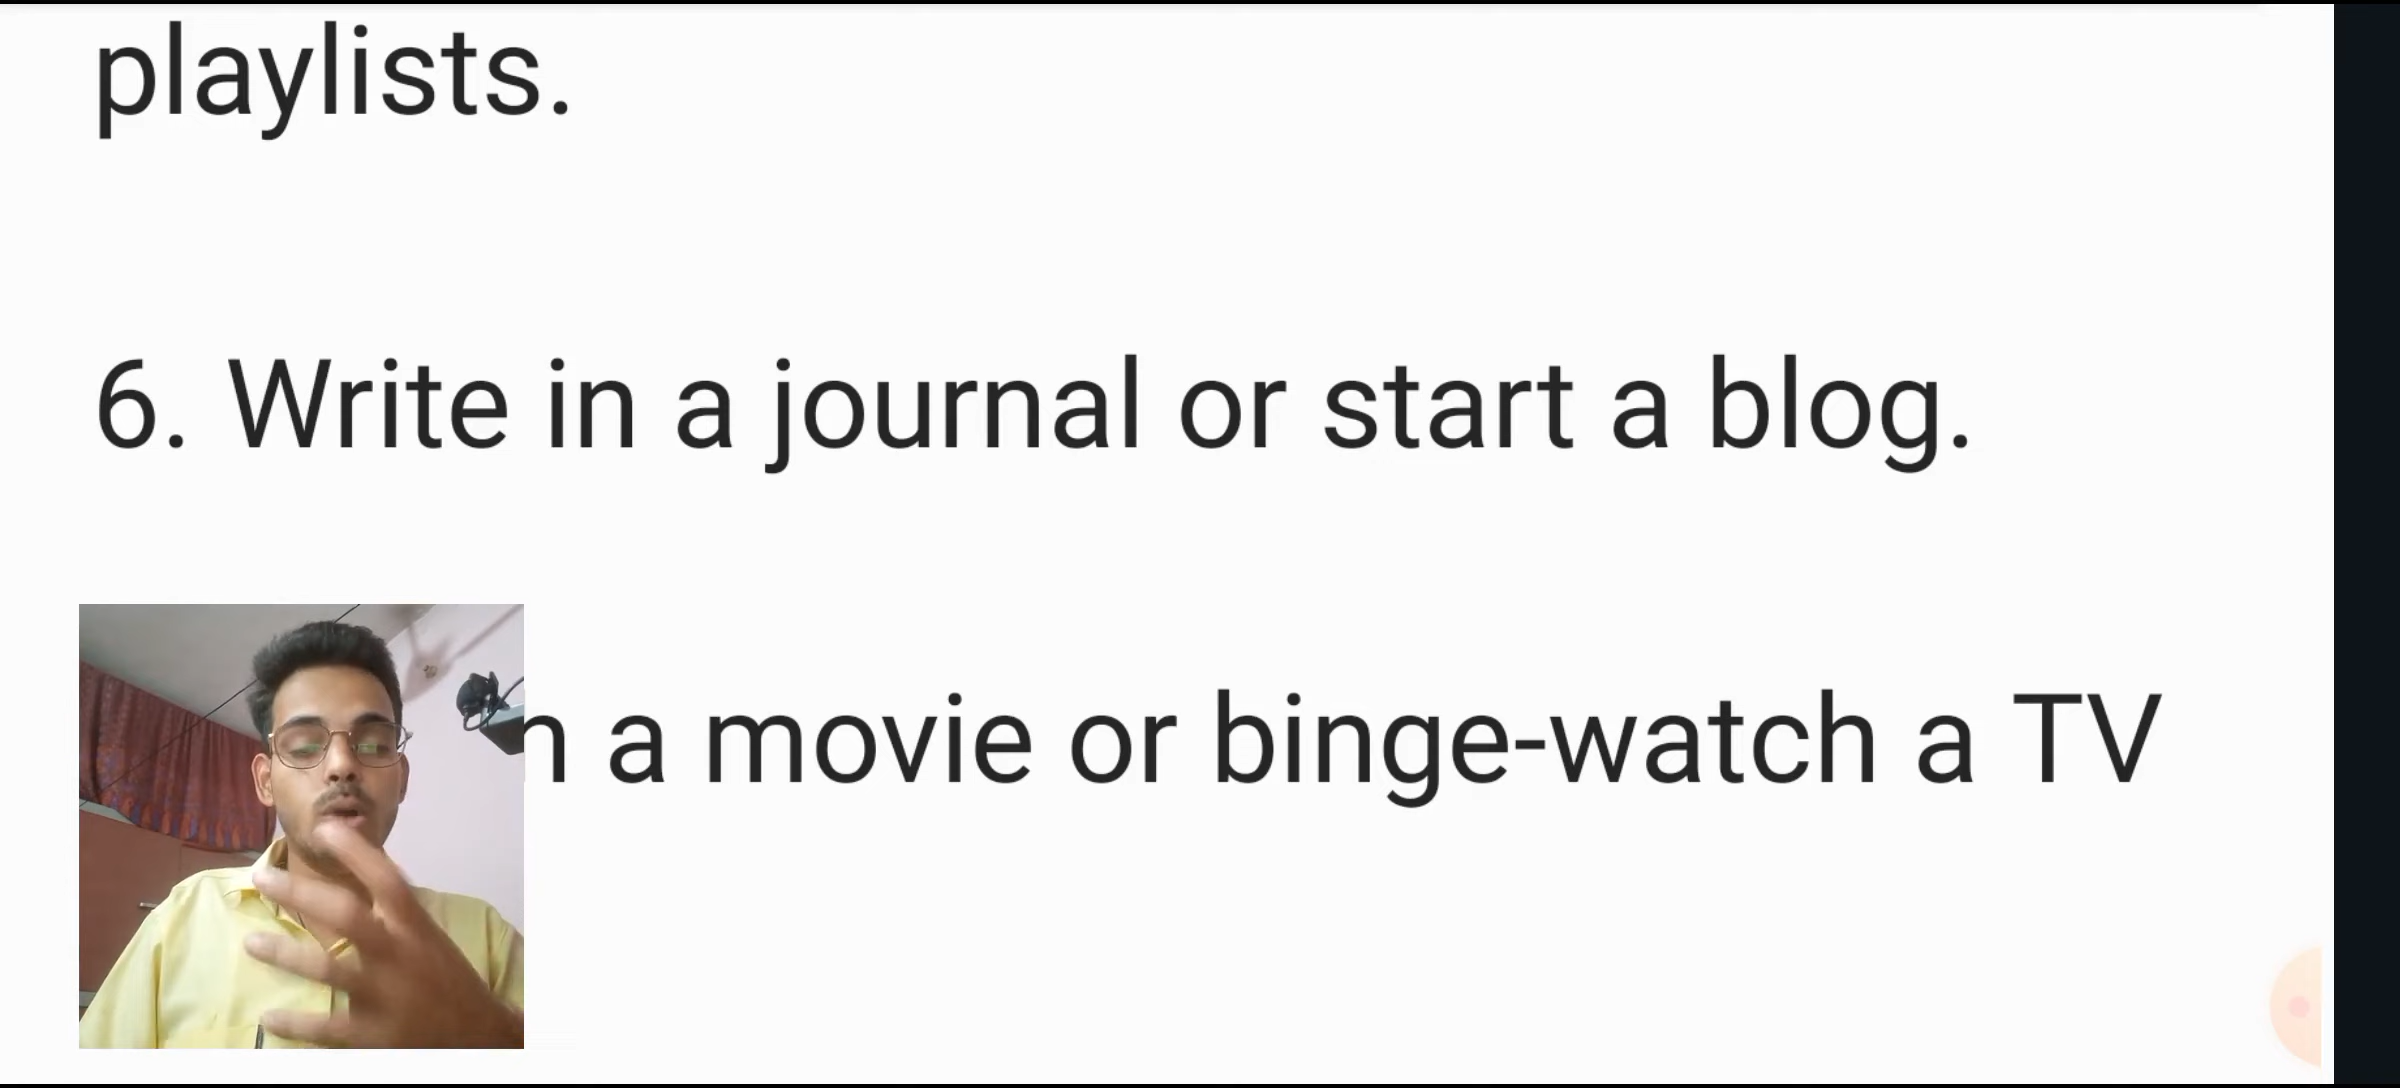 playlists.
6. Write in a journal or start a blog.
a movie or binge-watch a TV